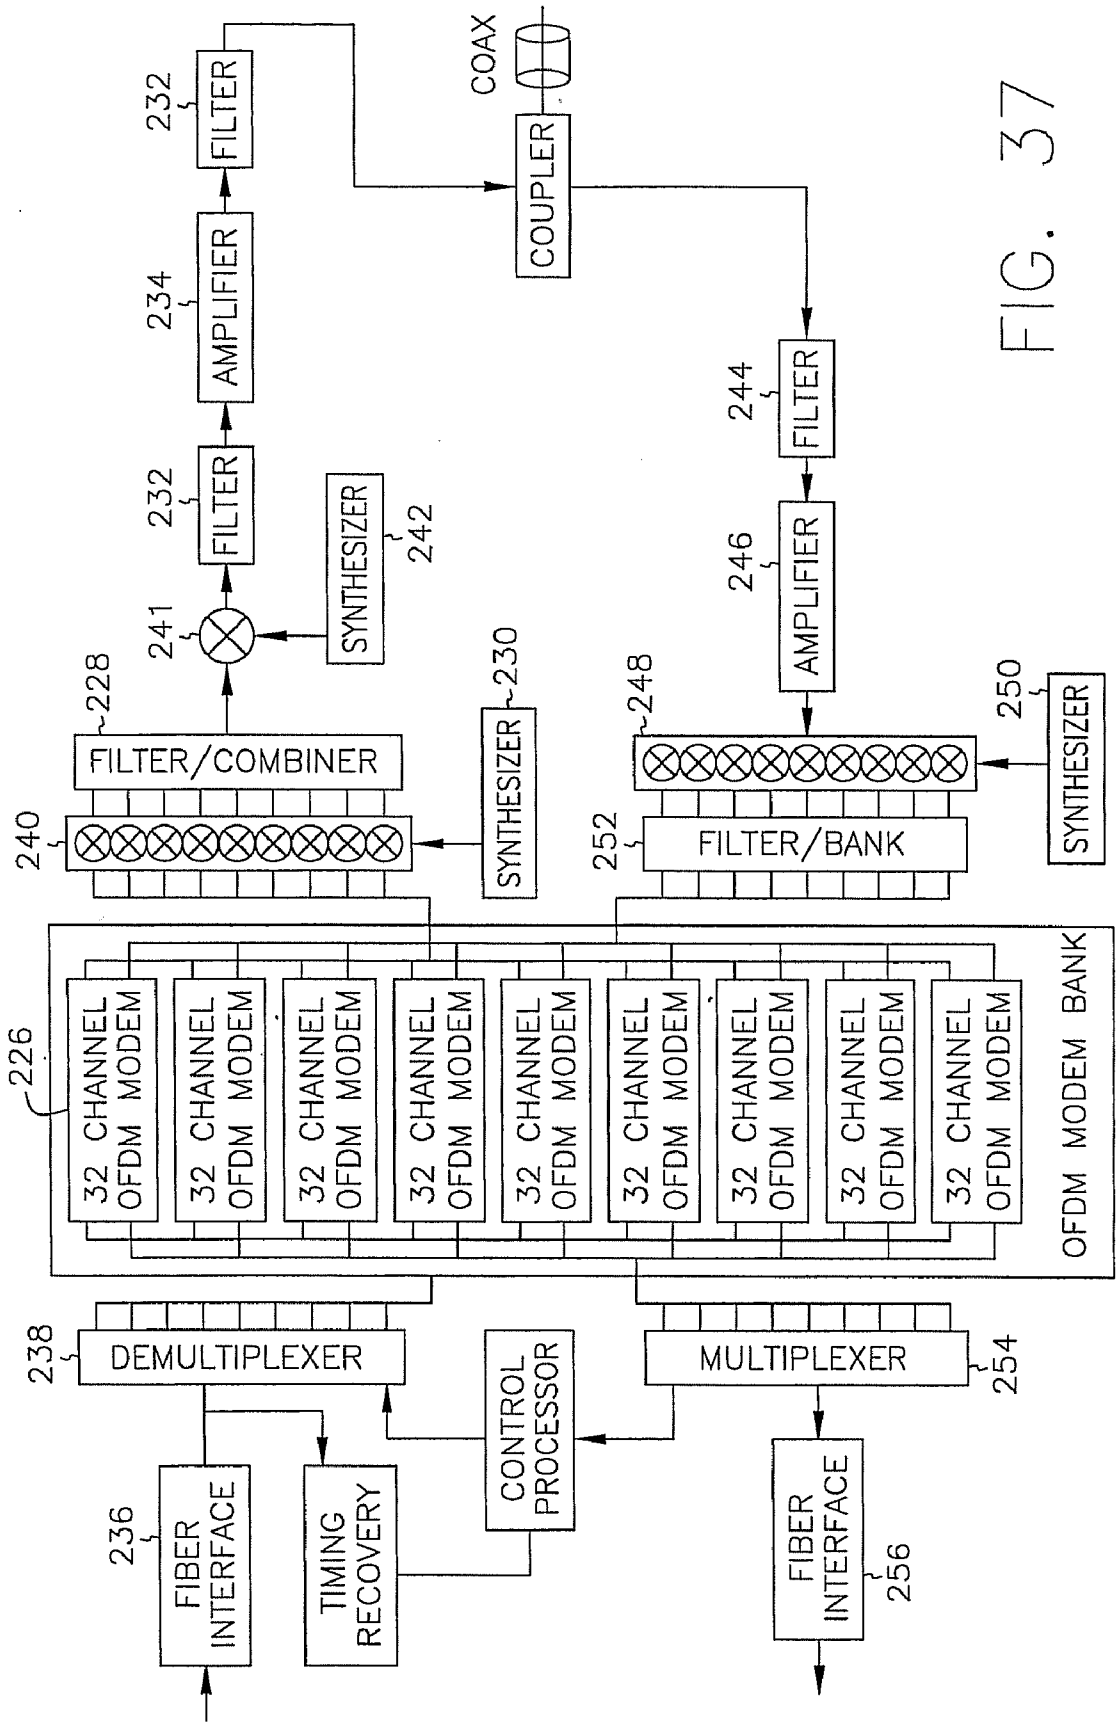 236
FIBER
INTERFACE
TIMING
RECOVERY
238
DEMULTIPLEXER
CONTROL
PROCESSOR
226
32 CHANNEL
OFDM MODEM
32 CHANNEL
OFDM MODEM
32 CHANNEL
OFDM MODEM
32 CHANNEL
OFDM MODEM
32 CHANNEL
OFDM MODEM
32 CHANNEL
OFDM MODEM
32 CHANNEL
OFDM MODEM
32 CHANNEL
OFDM MODEM
32 CHANNEL
OFDM MODEM
OFDM MODEM BANK
240
228
FILTER/COMBINER
SYNTHESIZER
230
241
SYNTHESIZER
242
232
FILTER
234
AMPLIFIER
232
FILTER
COAX
COUPLER
244
FILTER
246
AMPLIFIER
248
SYNTHESIZER
250
252
FILTER/BANK
MULTIPLEXER
254
FIBER
INTERFACE
256
FIG. 37